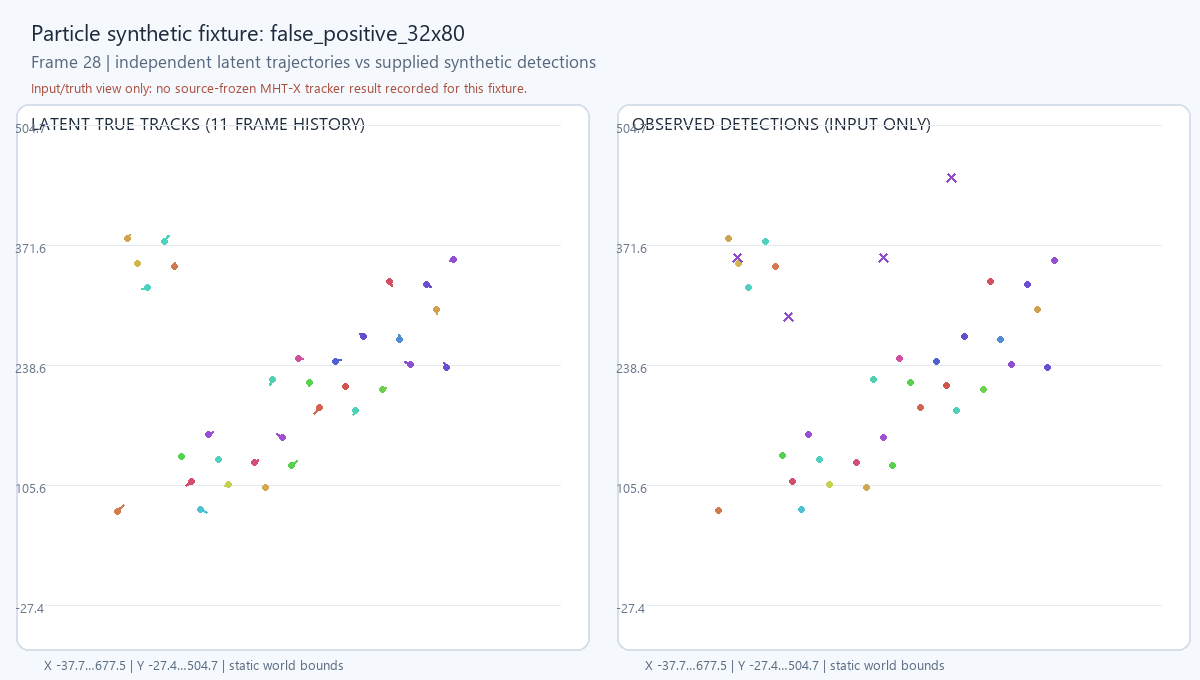 Particle synthetic fixture: false_positive_32x80
Frame 28 | independent latent trajectories vs supplied synthetic detections
Input/truth view only: no source-frozen MHT-X tracker result recorded for this fixture.
LATENT TRUE TRACKS (11-FRAME HISTORY)
504.7
371.6
238.6
105.6
-27.4
X -37.7...677.5 | Y -27.4...504.7 | static world bounds
OBSERVED DETECTIONS (INPUT ONLY)
504.7
371.6
238.6
105.6
-27.4
X -37.7...677.5 | Y -27.4...504.7 | static world bounds